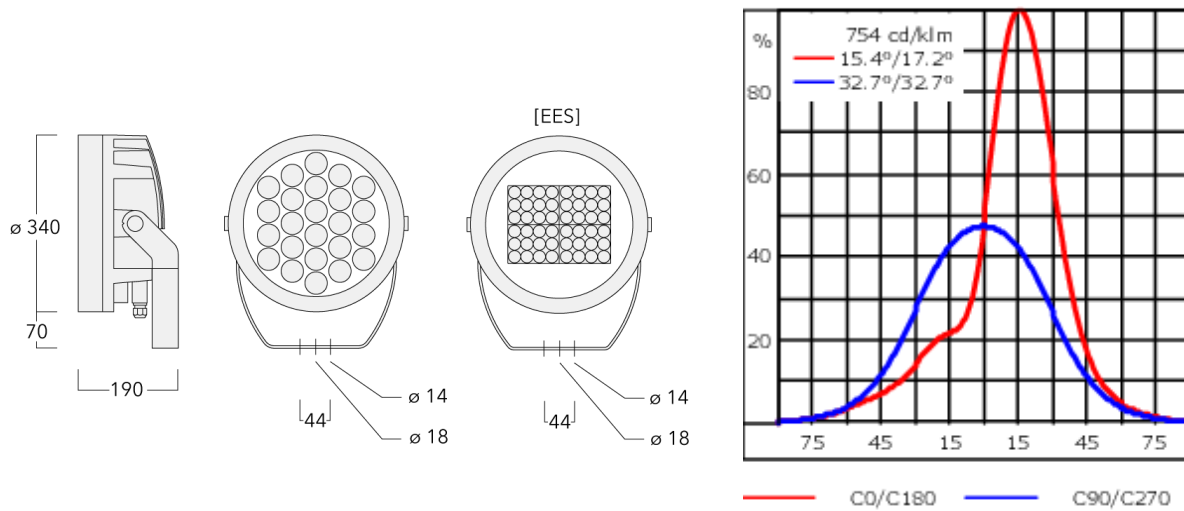 ø 340
70
190
44
ø 14
ø 18
[EES]
44
ø 14
ø 18
%
80
60
40
20
754 cd/klm
15.4º/17.2º
32.7º/32.7º
75 45 15 15 45 75
C0/C180 C90/C270